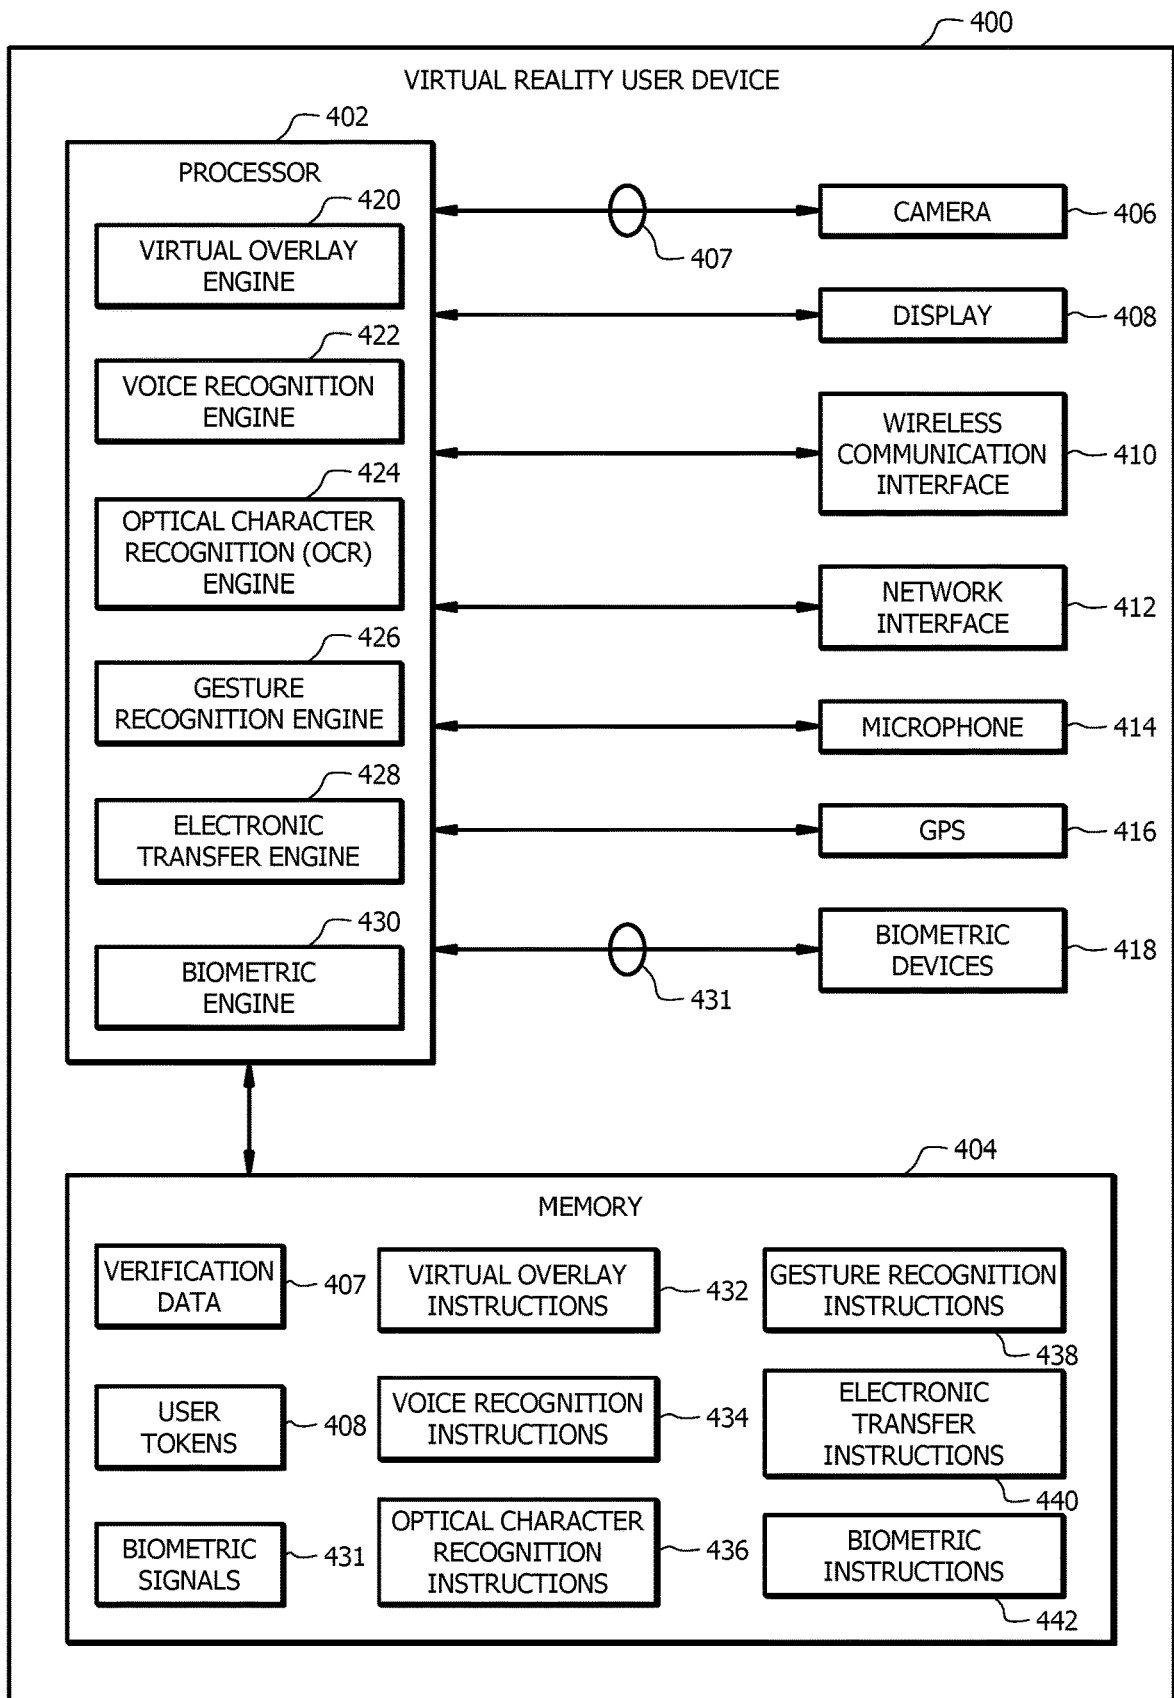 400
VIRTUAL REALITY USER DEVICE
402
PROCESSOR
420
VIRTUAL OVERLAY
ENGINE
422
VOICE RECOGNITION
ENGINE
424
OPTICAL CHARACTER
RECOGNITION (OCR)
ENGINE
426
GESTURE
RECOGNITION ENGINE
428
ELECTRONIC
TRANSFER ENGINE
430
BIOMETRIC
ENGINE
407
CAMERA
406
DISPLAY
408
WIRELESS
COMMUNICATION
INTERFACE
410
NETWORK
INTERFACE
412
MICROPHONE
414
GPS
416
431
BIOMETRIC
DEVICES
418
404
MEMORY
VERIFICATION
DATA
407
USER
TOKENS
408
BIOMETRIC
SIGNALS
431
VIRTUAL OVERLAY
INSTRUCTIONS
432
VOICE RECOGNITION
INSTRUCTIONS
434
OPTICAL CHARACTER
RECOGNITION
INSTRUCTIONS
436
GESTURE RECOGNITION
INSTRUCTIONS
438
ELECTRONIC
TRANSFER
INSTRUCTIONS
440
BIOMETRIC
INSTRUCTIONS
442